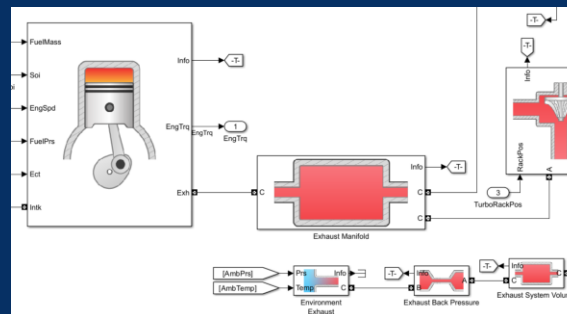 FuelMass
Soi
EngSpd
FuelPrs
Ect
Intk
Info
-T-
EngTrq
EngTrq
1
EngTrq
Exh
C
Info
-T-
C
C
Exhaust Manifold
-T-
-T-
Info
RackPos
A
3
TurboRackPos
[AmbPrs]
[AmbTemp]
Prs
Temp
Info
C
Environment
Exhaust
-T-
Info
B
A
Exhaust Back Pressure
-T-
Info
C
C
Exhaust System Volu